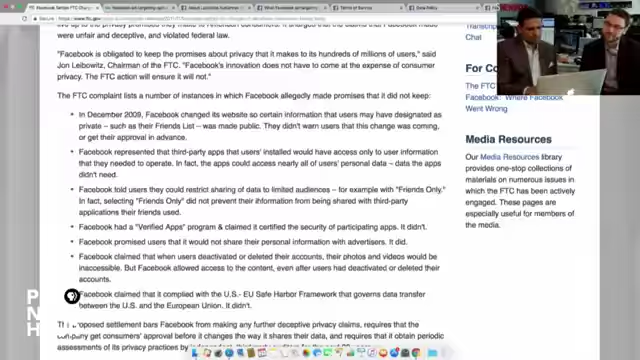 were unfair and deceptive, and violated federal law.
"Facebook is obligated to keep the promises about privacy that it makes to its hundreds of millions of users," said
Jon Leibowitz, Chairman of the FTC. "Facebook's innovation does not have to come at the expense of consumer
privacy. The FTC action will ensure it will not."
The FTC complaint lists a number of instances in which Facebook allegedly made promises that it did not keep:
In December 2009, Facebook changed its website so certain information that users may have designated as
private – such as their Friends List – was made public. They didn't warn users that this change was coming,
or get their approval in advance.
Facebook represented that third-party apps that users' installed would have access only to user information
that they needed to operate. In fact, the apps could access nearly all of users' personal data – data the apps
didn't need.
Facebook told users they could restrict sharing of data to limited audiences – for example with "Friends Only."
In fact, selecting "Friends Only" did not prevent their information from being shared with third-party
applications their friends used.
Facebook had a "Verified Apps" program & claimed it certified the security of participating apps. It didn't.
Facebook promised users that it would not share their personal information with advertisers. It did.
Facebook claimed that when users deactivated or deleted their accounts, their photos and videos would be
inaccessible. But Facebook allowed access to the content, even after users had deactivated or deleted their
accounts.
Facebook claimed that it complied with the U.S.- EU Safe Harbor Framework that governs data transfer
between the U.S. and the European Union. It didn't.
proposed settlement bars Facebook from making any further deceptive privacy claims, requires that the
company get consumers' approval before it changes the way it shares their data, and requires that it obtain periodic
assessments of its privacy practices by
Chat
For Co
The FTC
Facebook: Where Facebook
Went Wrong
Media Resources
Our Media Resources library
provides one-stop collections of
materials on numerous issues in
which the FTC has been actively
engaged. These pages are
especially useful for members of
the media.
P
N
H